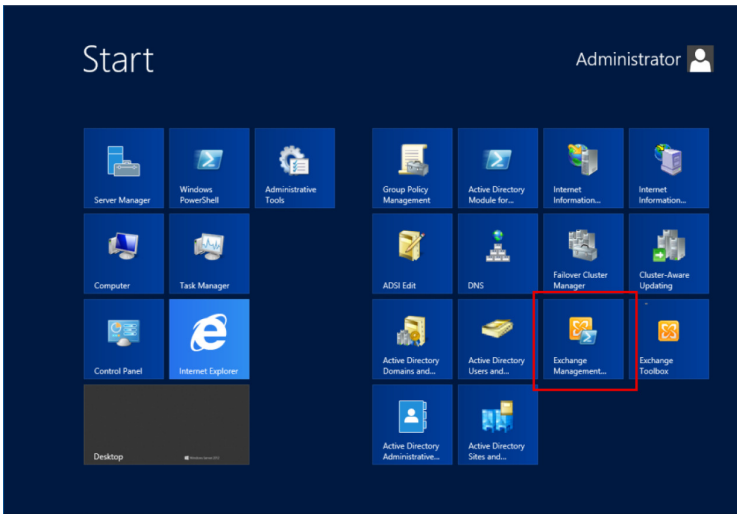 Start
Administrator
Server Manager
Windows
PowerShell
Administrative
Tools
Group Policy
Management
Active Directory
Module for...
Internet
Information...
Internet
Information...
Computer
Task Manager
ADSI Edit
DNS
Failover Cluster
Manager
Cluster-Aware
Updating
Control Panel
Internet Explorer
Active Directory
Domains and...
Active Directory
Users and...
Exchange
Management...
Exchange
Toolbox
Desktop
Active Directory
Administrative...
Active Directory
Sites and...